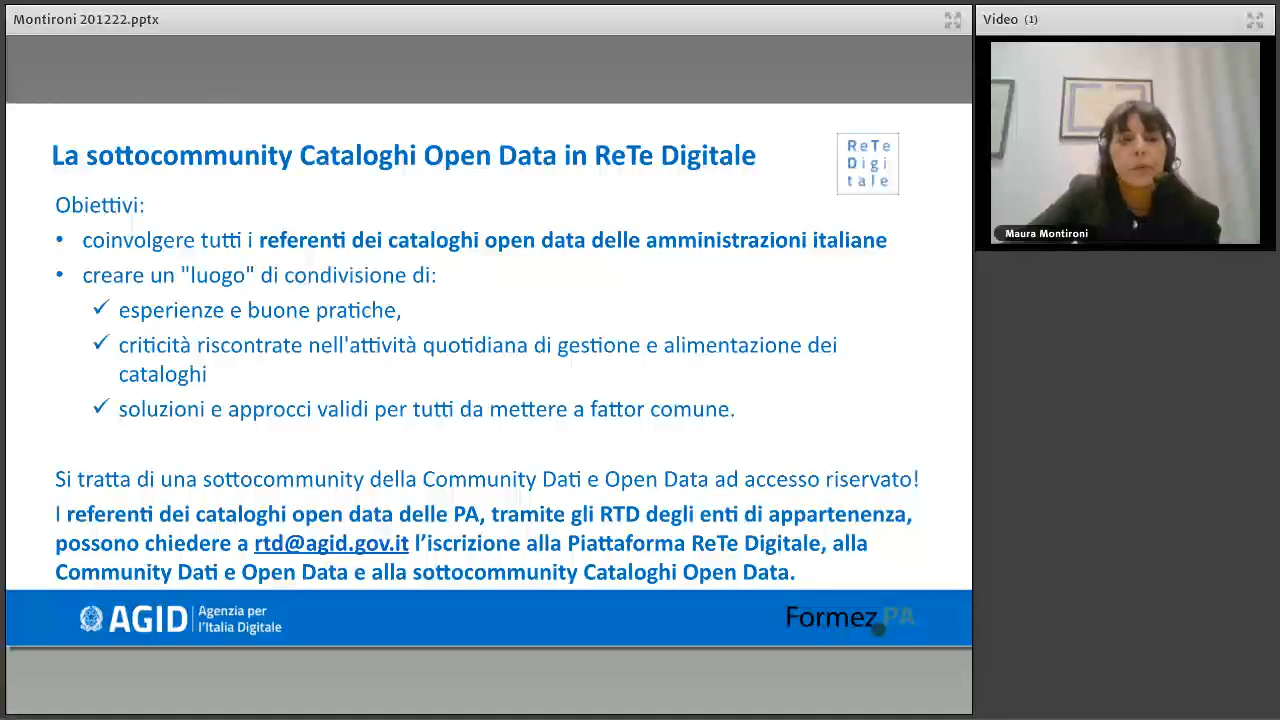 Montironi 201222.pptx
Video (1)
La sottocommunity Cataloghi Open Data in ReTe Digitale
ReTe
Digi
tale
Obiettivi:
• coinvolgere tutti i referenti dei cataloghi open data delle amministrazioni italiane
• creare un "luogo" di condivisione di:
✓ esperienze e buone pratiche,
✓ criticità riscontrate nell'attività quotidiana di gestione e alimentazione dei
cataloghi
✓ soluzioni e approcci validi per tutti da mettere a fattor comune.
Si tratta di una sottocommunity della Community Dati e Open Data ad accesso riservato!
I referenti dei cataloghi open data delle PA, tramite gli RTD degli enti di appartenenza,
possono chiedere a rtd@agid.gov.it l’iscrizione alla Piattaforma ReTe Digitale, alla
Community Dati e Open Data e alla sottocommunity Cataloghi Open Data.
AGID
Agenzia per
l'Italia Digitale
Formez PA
Maura Montironi